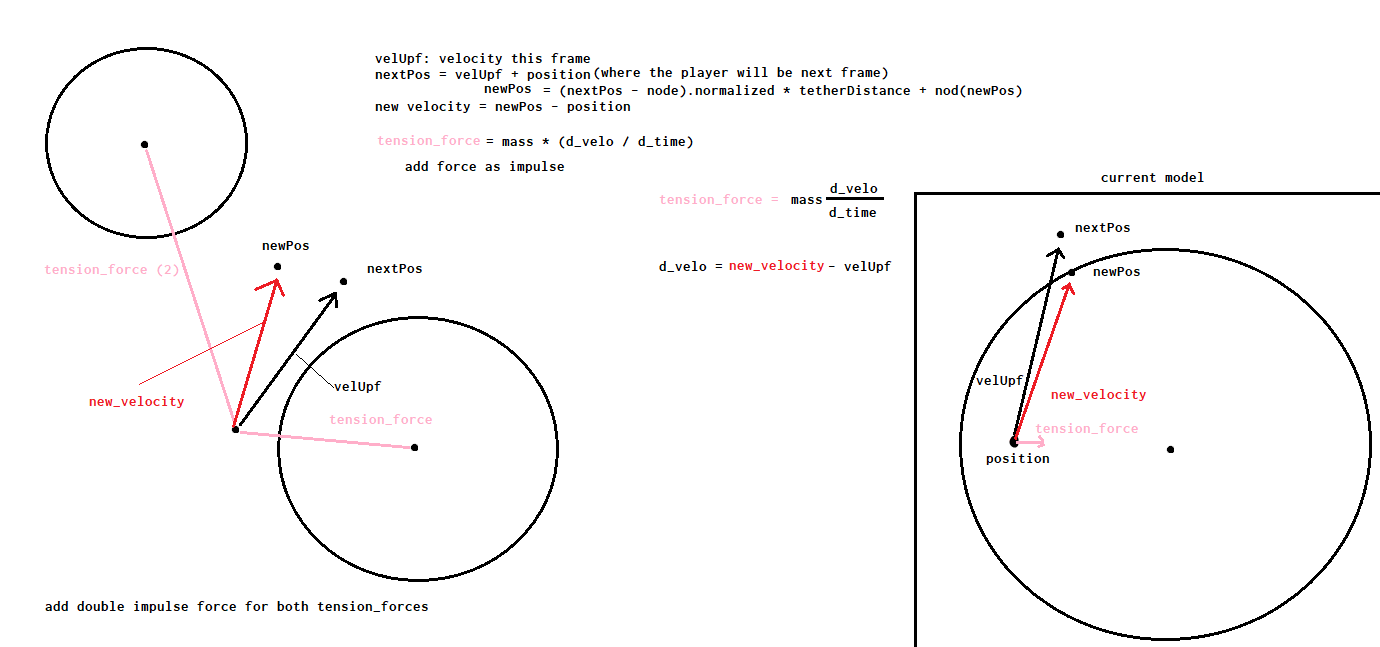 velUpf: velocity this frame
nextPos = velUpf + position (where the player will be next frame)
newPos = (nextPos - node).normalized * tetherDistance + nod(newPos)
new velocity = newPos - position
tension_force = mass * (d_velo / d_time)
add force as impulse
tension_force = mass d_velo
d_time
d_velo = new_velocity - velUpf
newPos
nextPos
tension_force (2)
velUpf
new_velocity
tension_force
add double impulse force for both tension_forces
current model
nextPos
newPos
velUpf
new_velocity
tension_force
position